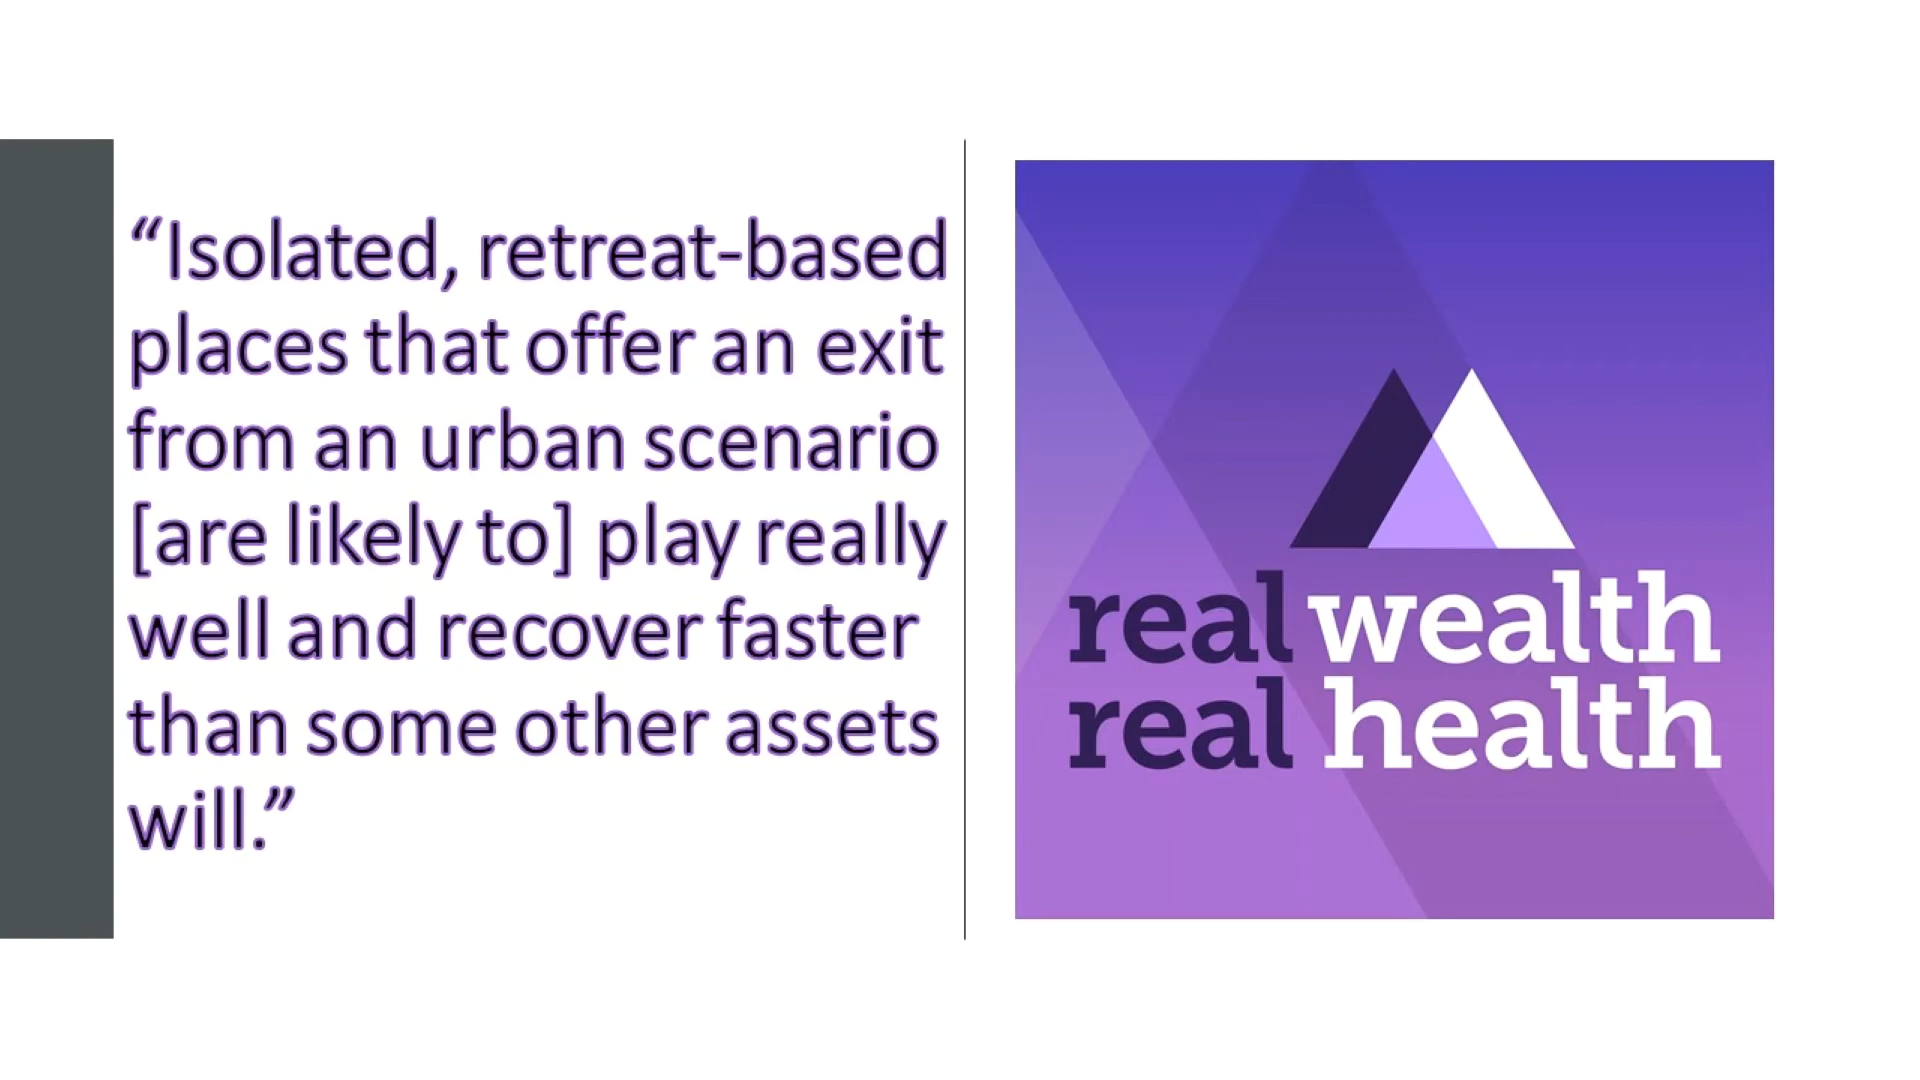 “Isolated, retreat-based
places that offer an exit
from an urban scenario
[are likely to] play really
well and recover faster
than some other assets
will.”
real wealth
real health